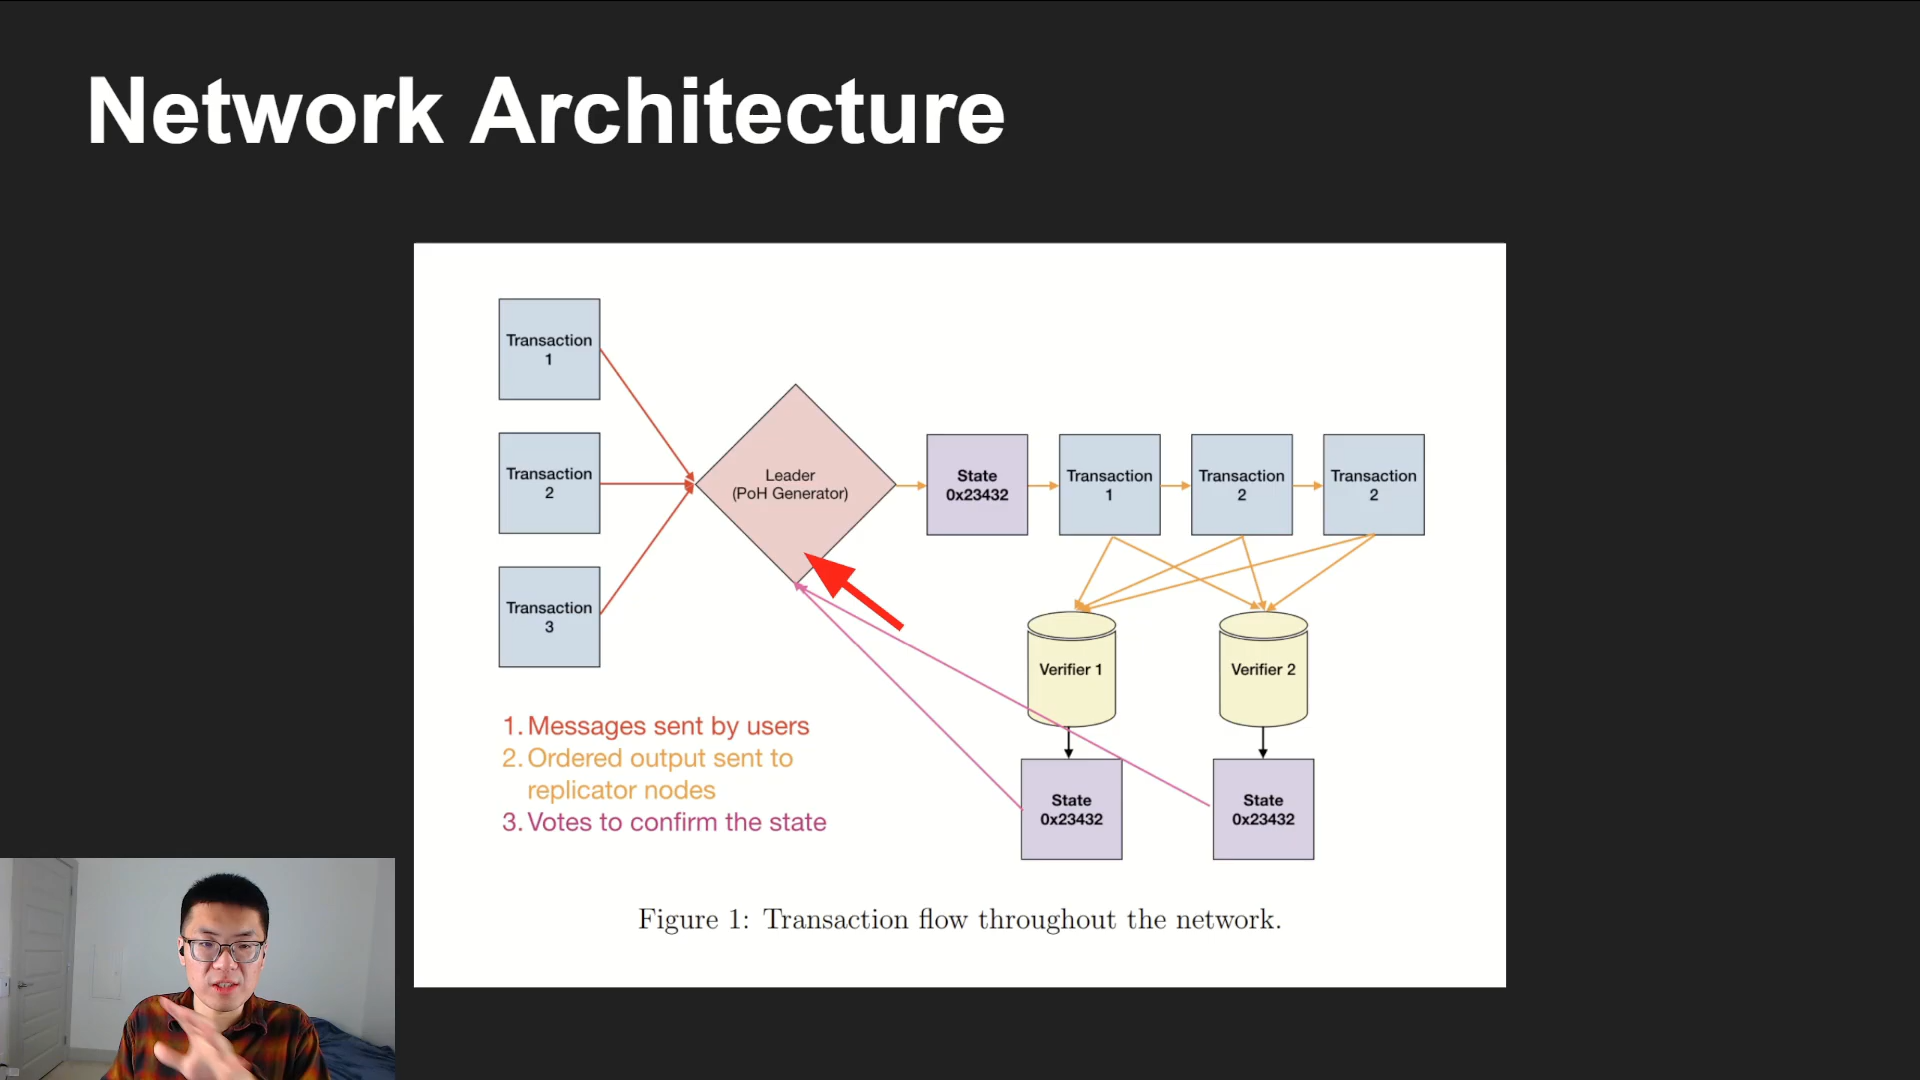 Network Architecture
Transaction
1
Transaction
2
Transaction
3
Leader
(PoH Generator)
State
0x23432
Transaction
1
Transaction
2
Transaction
2
Verifier 1
Verifier 2
State
0x23432
State
0x23432
1. Messages sent by users
2. Ordered output sent to
replicator nodes
3. Votes to confirm the state
Figure 1: Transaction flow throughout the network.